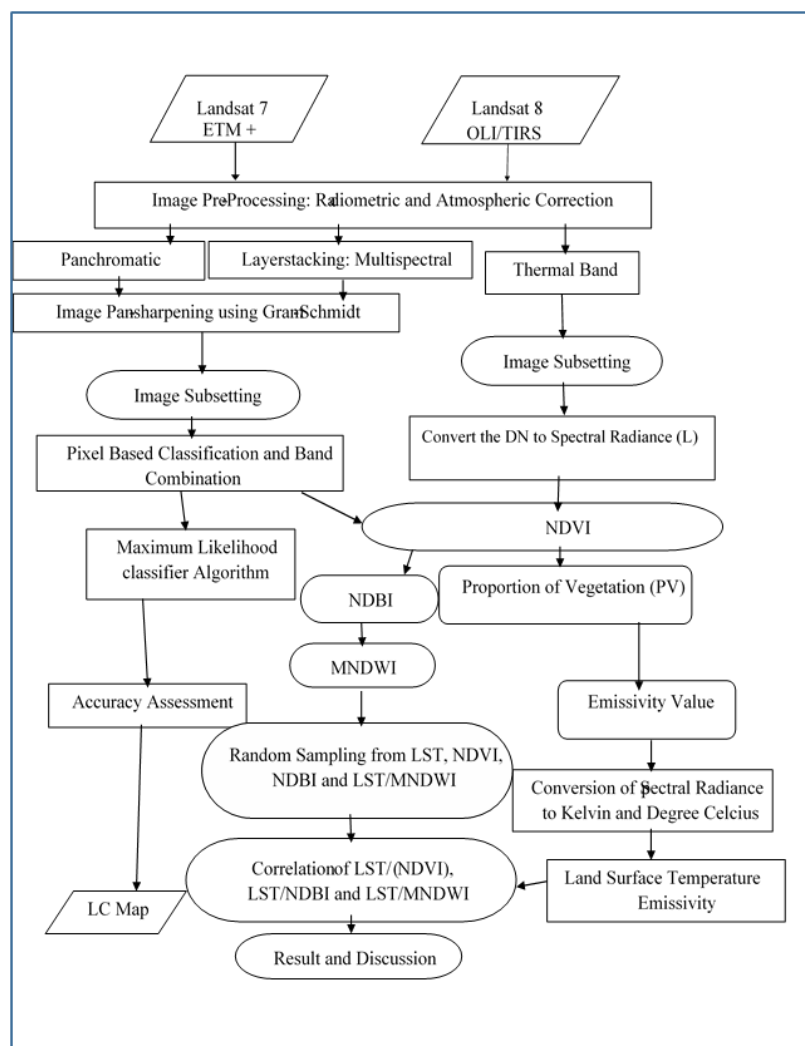 Landsat 7
ETM +
Landsat 8
OLI/TIRS
Image Pre-Processing: Radiometric and Atmospheric Correction
Panchromatic
Layerstacking: Multispectral
Thermal Band
Image Pan-sharpening using Gram-Schmidt
Image Subsetting
Image Subsetting
Convert the DN to Spectral Radiance (L)
Pixel Based Classification and Band
Combination
NDVI
Maximum Likelihood
classifier Algorithm
NDBI
Proportion of Vegetation (PV)
MNDWI
Accuracy Assessment
Emissivity Value
Random Sampling from LST, NDVI,
NDBI and LST/MNDWI
Conversion of Spectral Radiance
to Kelvin and Degree Celcius
Correlation of LST/(NDVI),
LST/NDBI and LST/MNDWI
Land Surface Temperature
Emissivity
LC Map
Result and Discussion